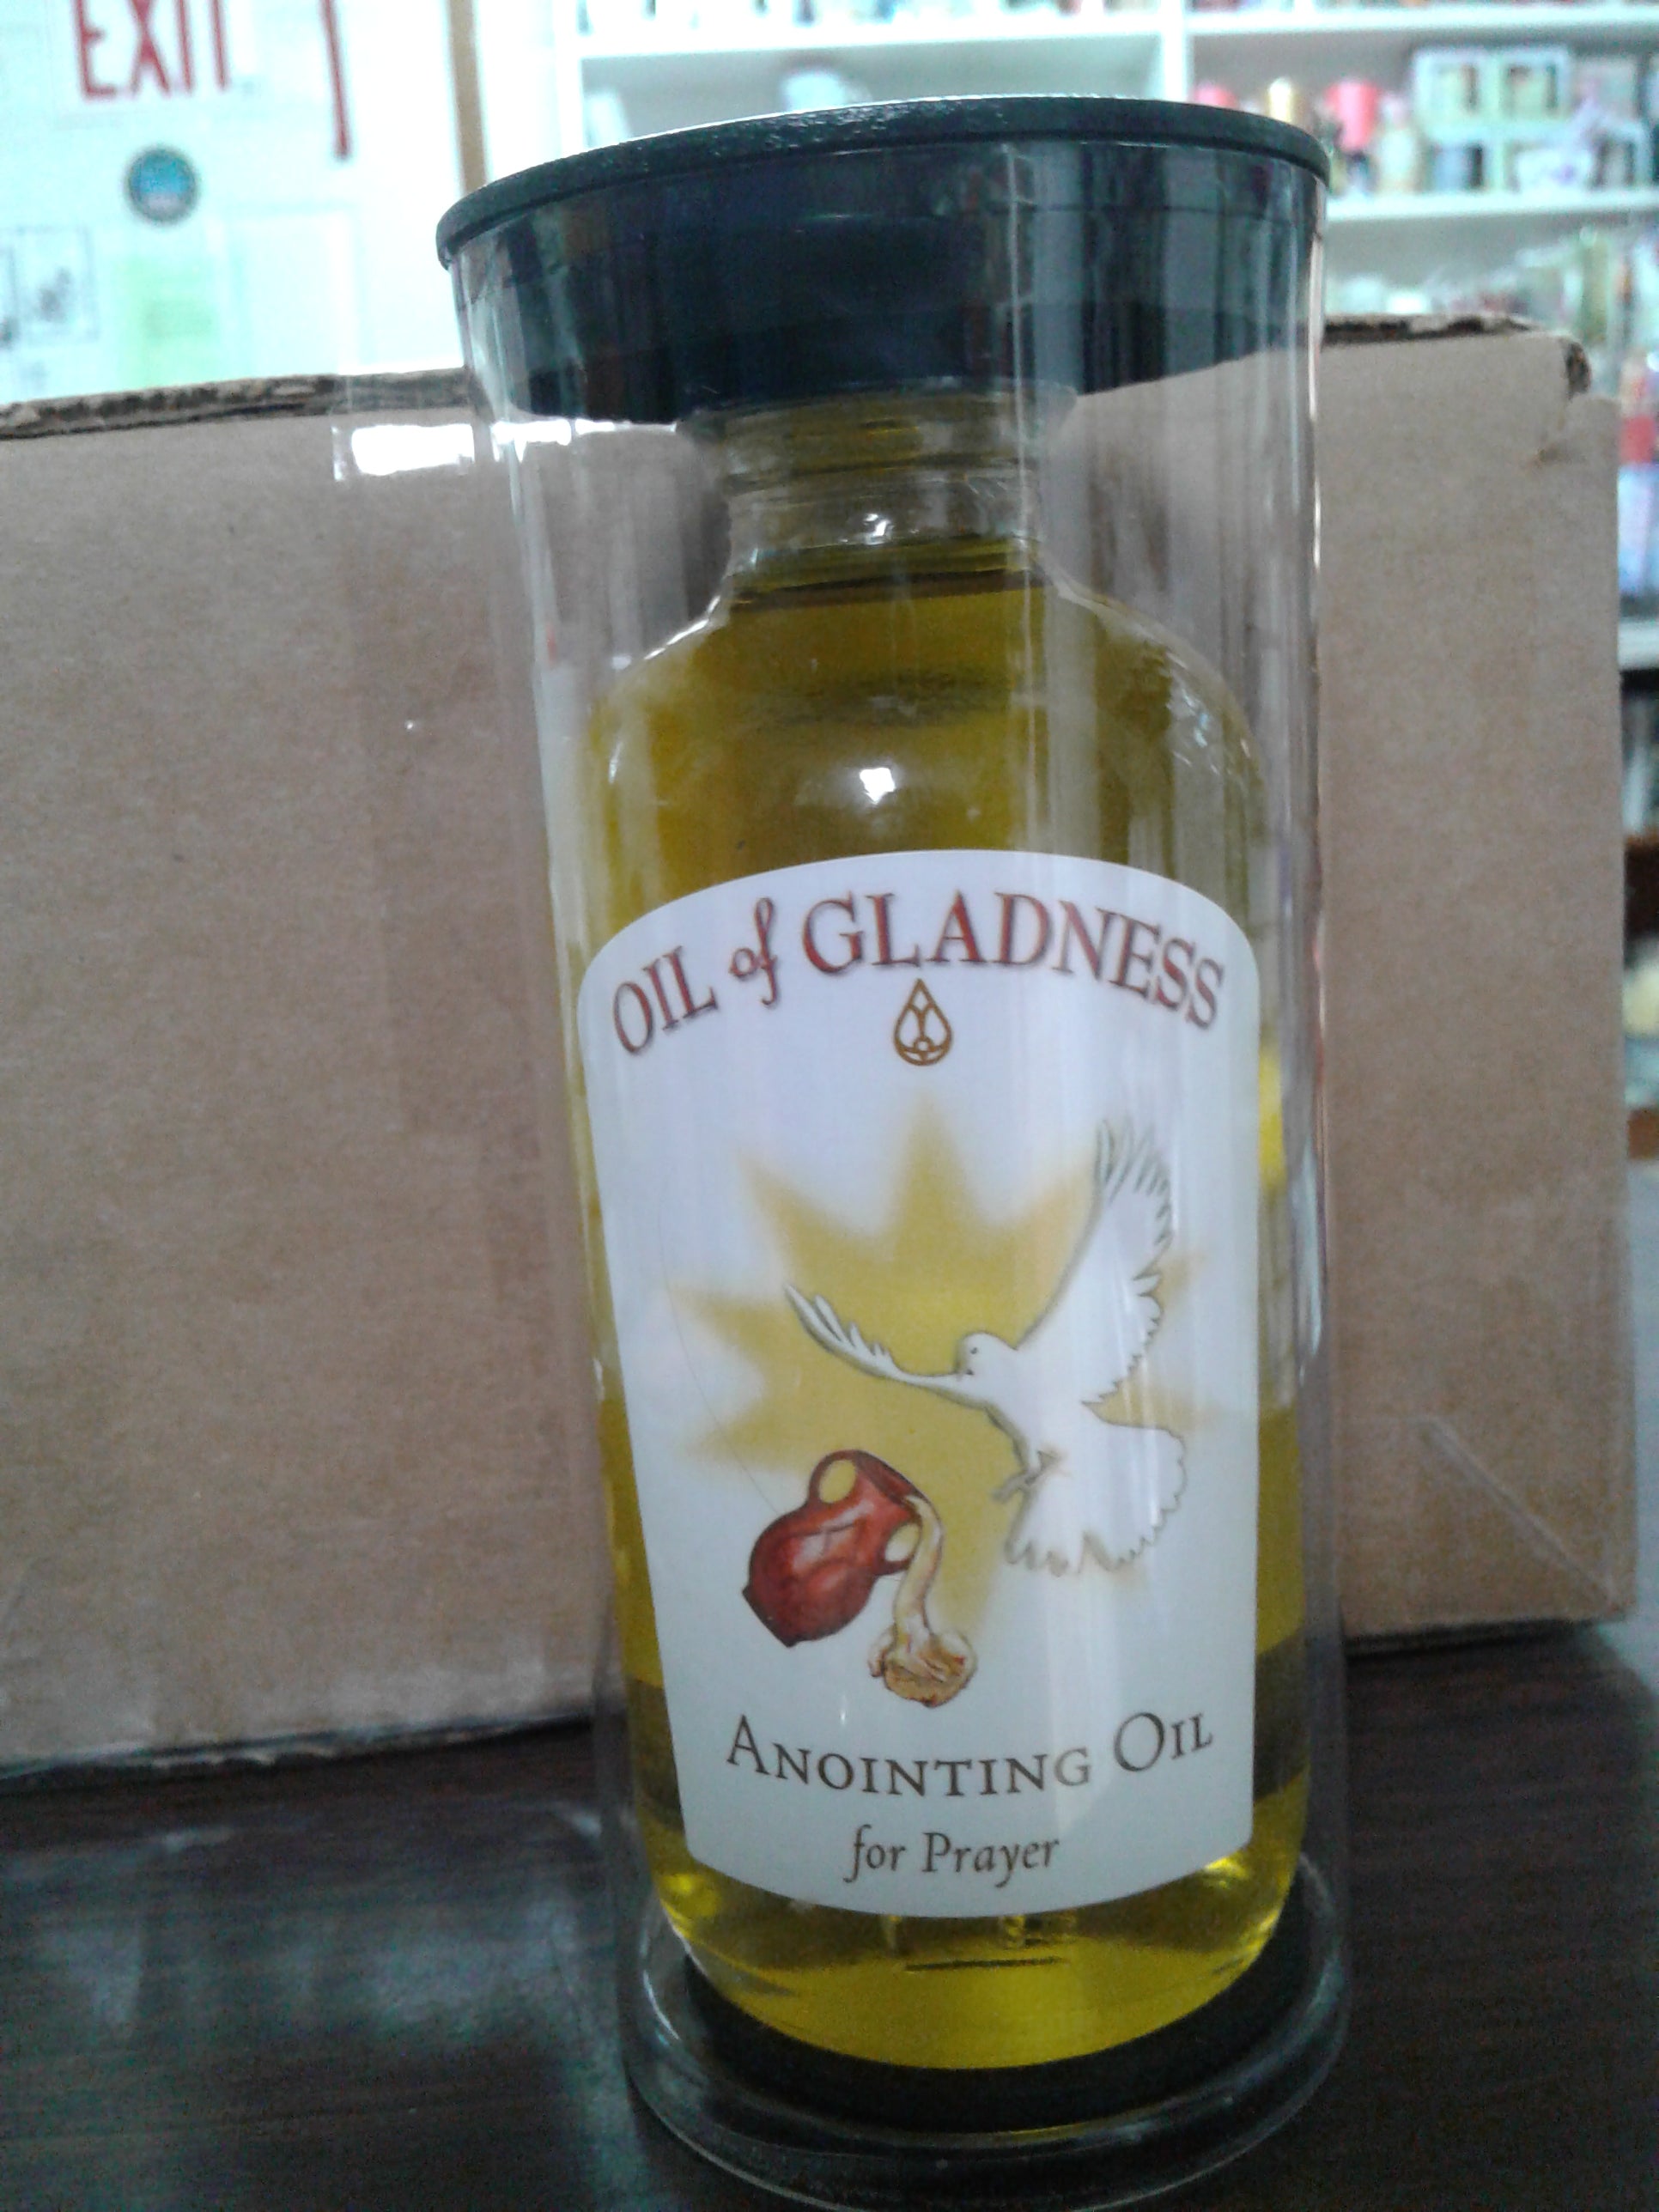 EXIT
OIL of GLADNESS
ANOINTING OIL
for Prayer